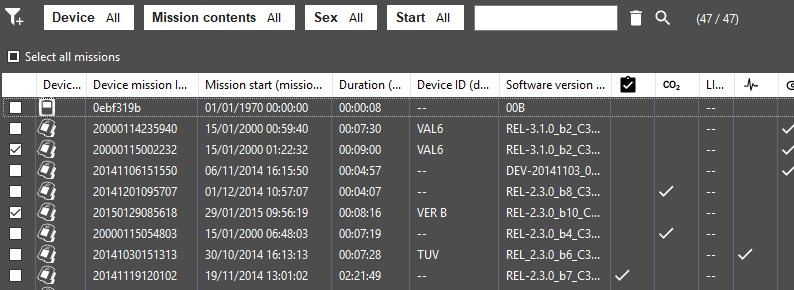 Device All Mission contents All Sex All Start All (47 / 47)
Select all missions
Devic... Device mission I... Mission start (missio... Duration (... Device ID (d... Software version ... CO₂ LI...
0ebf319b 01/01/1970 00:00:00 00:00:08 -- 00B --
20000114235940 15/01/2000 00:59:40 00:07:30 VAL6 REL-3.1.0_b2_C3... --
20000115002232 15/01/2000 01:22:32 00:09:00 VAL6 REL-3.1.0_b2_C3... --
20141106151550 06/11/2014 16:15:50 00:04:57 -- DEV-20141103_0... --
20141201095707 01/12/2014 10:57:07 00:04:07 -- REL-2.3.0_b8_C3... --
20150129085618 29/01/2015 09:56:19 00:08:16 VER B REL-2.3.0_b10_C... --
20000115054803 15/01/2000 06:48:03 00:07:19 -- REL-2.3.0_b4_C3... --
20141030151313 30/10/2014 16:13:13 00:07:28 TUV REL_2.3.0_b6_C3... --
20141119120102 19/11/2014 13:01:02 02:21:49 -- REL-2.3.0_b7_C3... --